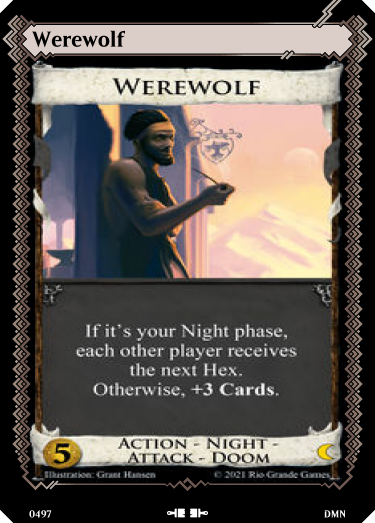 Werewolf
WEREWOLF
If it's your Night phase,
each other player receives
the next Hex.
Otherwise, +3 Cards.
5
ACTION - NIGHT -
ATTACK - DOOM
Illustration: Grant Hansen © 2021 Rio Grande Games
0497 DMN